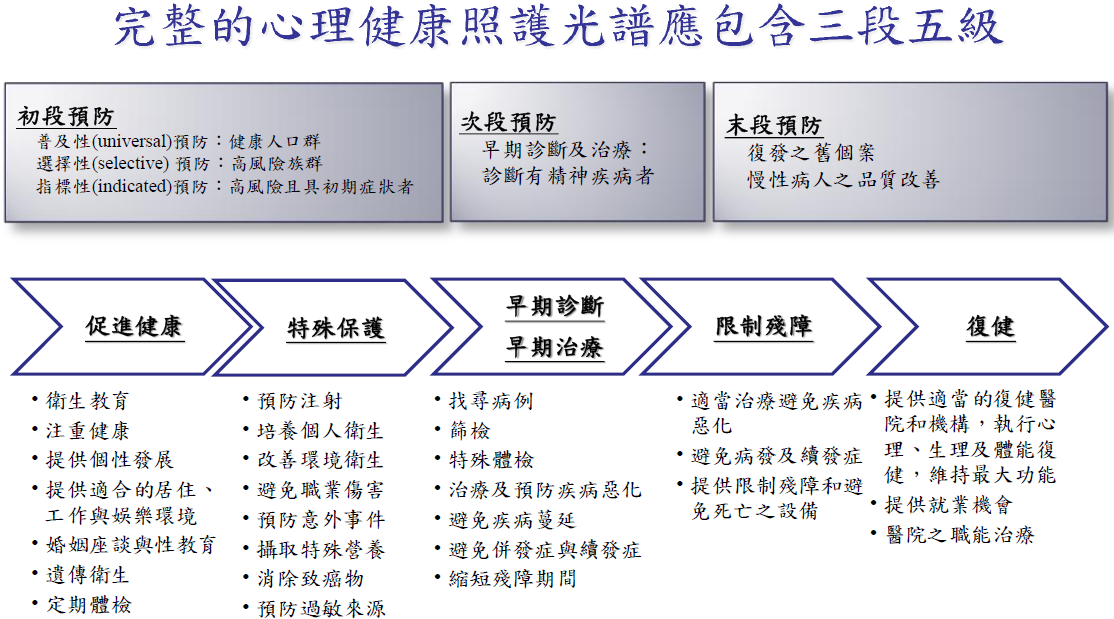 完整的心理健康照護光譜應包含三段五級
初段預防
普及性(universal)預防：健康人口群
選擇性(selective) 預防：高風險族群
指標性(indicated)預防：高風險且具初期症狀者
次段預防
早期診斷及治療：
診斷有精神疾病者
末段預防
復發之舊個案
慢性病人之品質改善
促進健康
• 衛生教育
• 注重健康
• 提供個性發展
• 提供適合的居住、
工作與娛樂環境
• 婚姻座談與性教育
• 遺傳衛生
• 定期體檢
特殊保護
• 預防注射
• 培養個人衛生
• 改善環境衛生
• 避免職業傷害
• 預防意外事件
• 攝取特殊營養
• 消除致癌物
• 預防過敏來源
早期診斷
早期治療
• 找尋病例
• 篩檢
• 特殊體檢
• 治療及預防疾病惡化
• 避免疾病蔓延
• 避免併發症與續發症
• 縮短殘障期間
限制殘障
• 適當治療避免疾病
惡化
• 避免病發及續發症
• 提供限制殘障和避
免死亡之設備
復健
• 提供適當的復健醫
院和機構，執行心
理、生理及體能復
健，維持最大功能
• 提供就業機會
• 醫院之職能治療